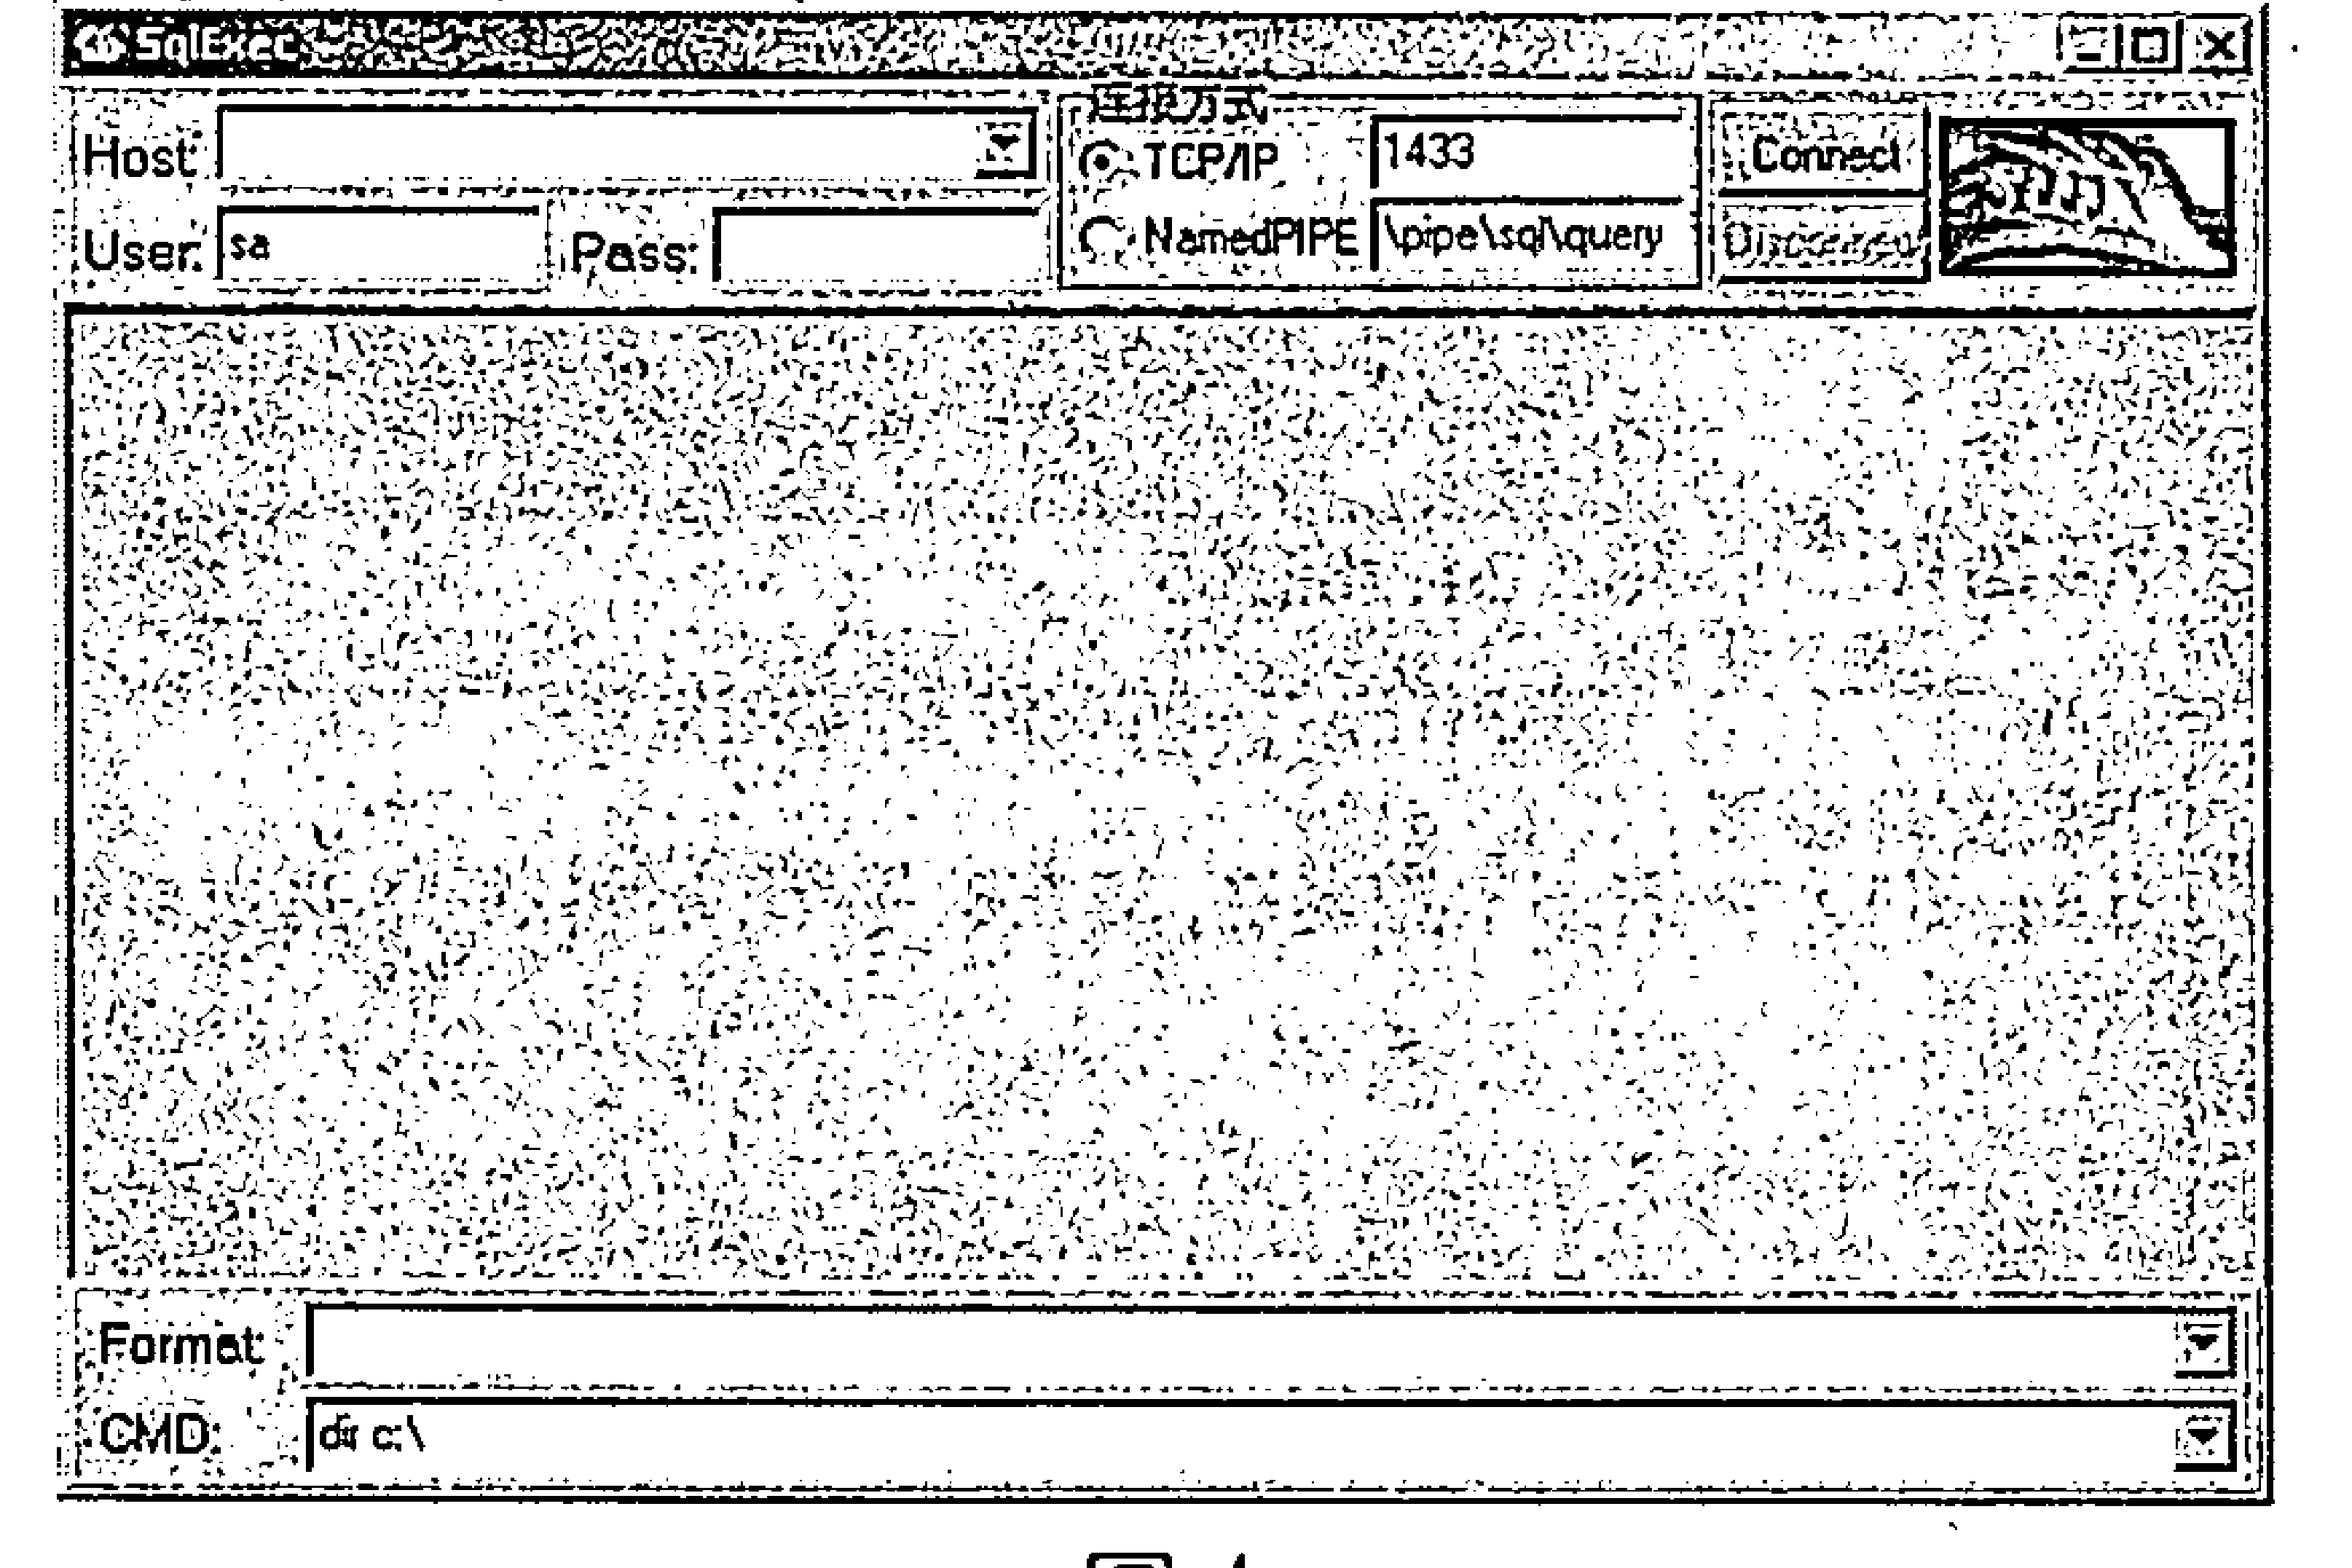 SqlExec
Host:
连接方式
TCP/IP 1433
Connect
User: sa Pass:
NamedPIPE \pipe\sql\query
Format:
CMD: dir c:\